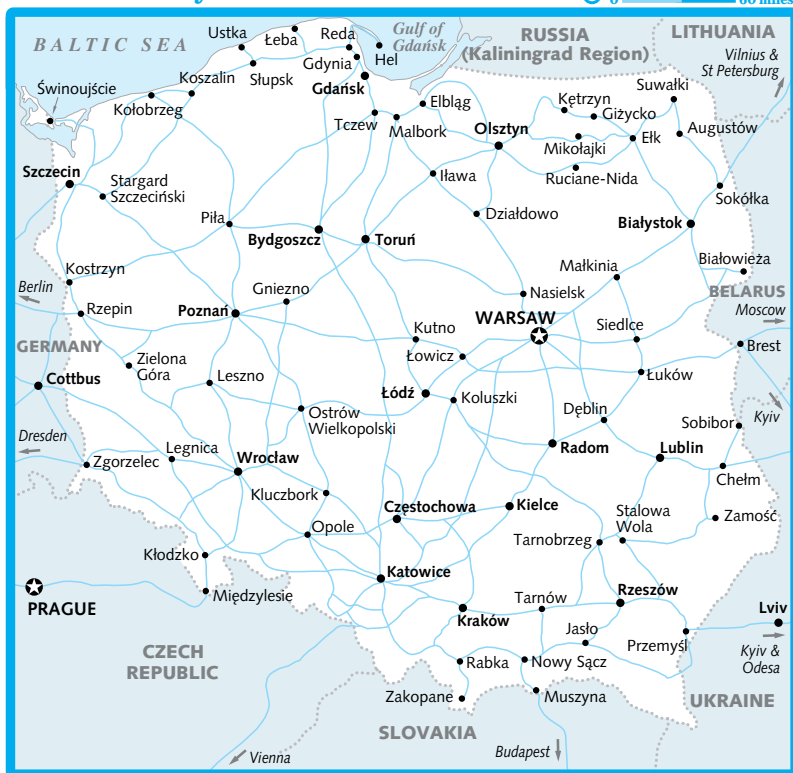 0 60 miles
BALTIC SEA
Ustka
Łeba
Reda
Gdynia
Gdańsk
Hel
Gulf of
Gdańsk
RUSSIA
(Kaliningrad Region)
LITHUANIA
Vilnius &
St Petersburg
Świnoujście
Koszalin
Słupsk
Kołobrzeg
Tczew
Malbork
Elbląg
Olsztyn
Kętrzyn
Giżycko
Suwałki
Mikołajki
Ełk
Augustów
Ruciane-Nida
Szczecin
Stargard
Szczeciński
Iława
Sokółka
Piła
Bydgoszcz
Toruń
Działdowo
Białystok
Białowieża
Kostrzyn
Berlin
Rzepin
Poznań
Gniezno
Małkinia
Nasielsk
BELARUS
Moscow
WARSAW
Kutno
Łowicz
Siedlce
Brest
GERMANY
Zielona
Góra
Cottbus
Leszno
Łódź
Koluszki
Łuków
Kyiv
Ostrów
Wielkopolski
Dęblin
Sobibor
Dresden
Zgorzelec
Legnica
Wrocław
Radom
Lublin
Chełm
Kluczbork
Częstochowa
Kielce
Stalowa
Wola
Zamość
Opole
Tarnobrzeg
Kłodzko
Katowice
Międzylesie
PRAGUE
Kraków
Tarnów
Rzeszów
Lviv
CZECH
REPUBLIC
Jasło
Przemyśl
Kyiv &
Odesa
Rabka
Nowy Sącz
Zakopane
Muszyna
UKRAINE
SLOVAKIA
Vienna
Budapest